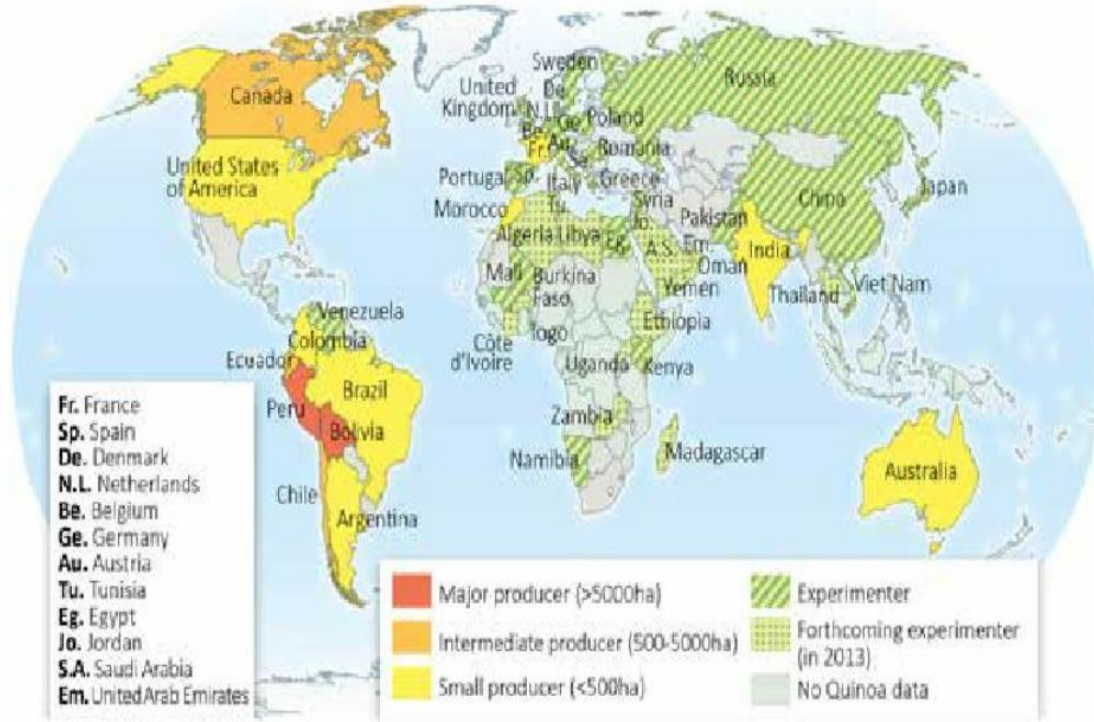 Canada
United States
of America
Venezuela
Colombia
Ecuador
Brazil
Peru
Bolivia
Chile
Argentina
Sweden
De.
United
Kingdom
N.L.
Ge.
Poland
Be.
Fr.
Au.
Romania
Portugal
Sp.
Italy
Greece
Tu.
Morocco
Algeria
Libya
Eg.
Syria
Jo.
A.S.
Em.
Oman
Yemen
Pakistan
India
Russia
China
Japan
Thailand
Viet Nam
Mali
Burkina
Faso
Togo
Côte
d'Ivoire
Ethiopia
Uganda
Kenya
Zambia
Namibia
Madagascar
Australia
Fr. France
Sp. Spain
De. Denmark
N.L. Netherlands
Be. Belgium
Ge. Germany
Au. Austria
Tu. Tunisia
Eg. Egypt
Jo. Jordan
S.A. Saudi Arabia
Em. United Arab Emirates
Major producer (>5000ha)
Intermediate producer (500-5000ha)
Small producer (<500ha)
Experimenter
Forthcoming experimenter
(in 2013)
No Quinoa data